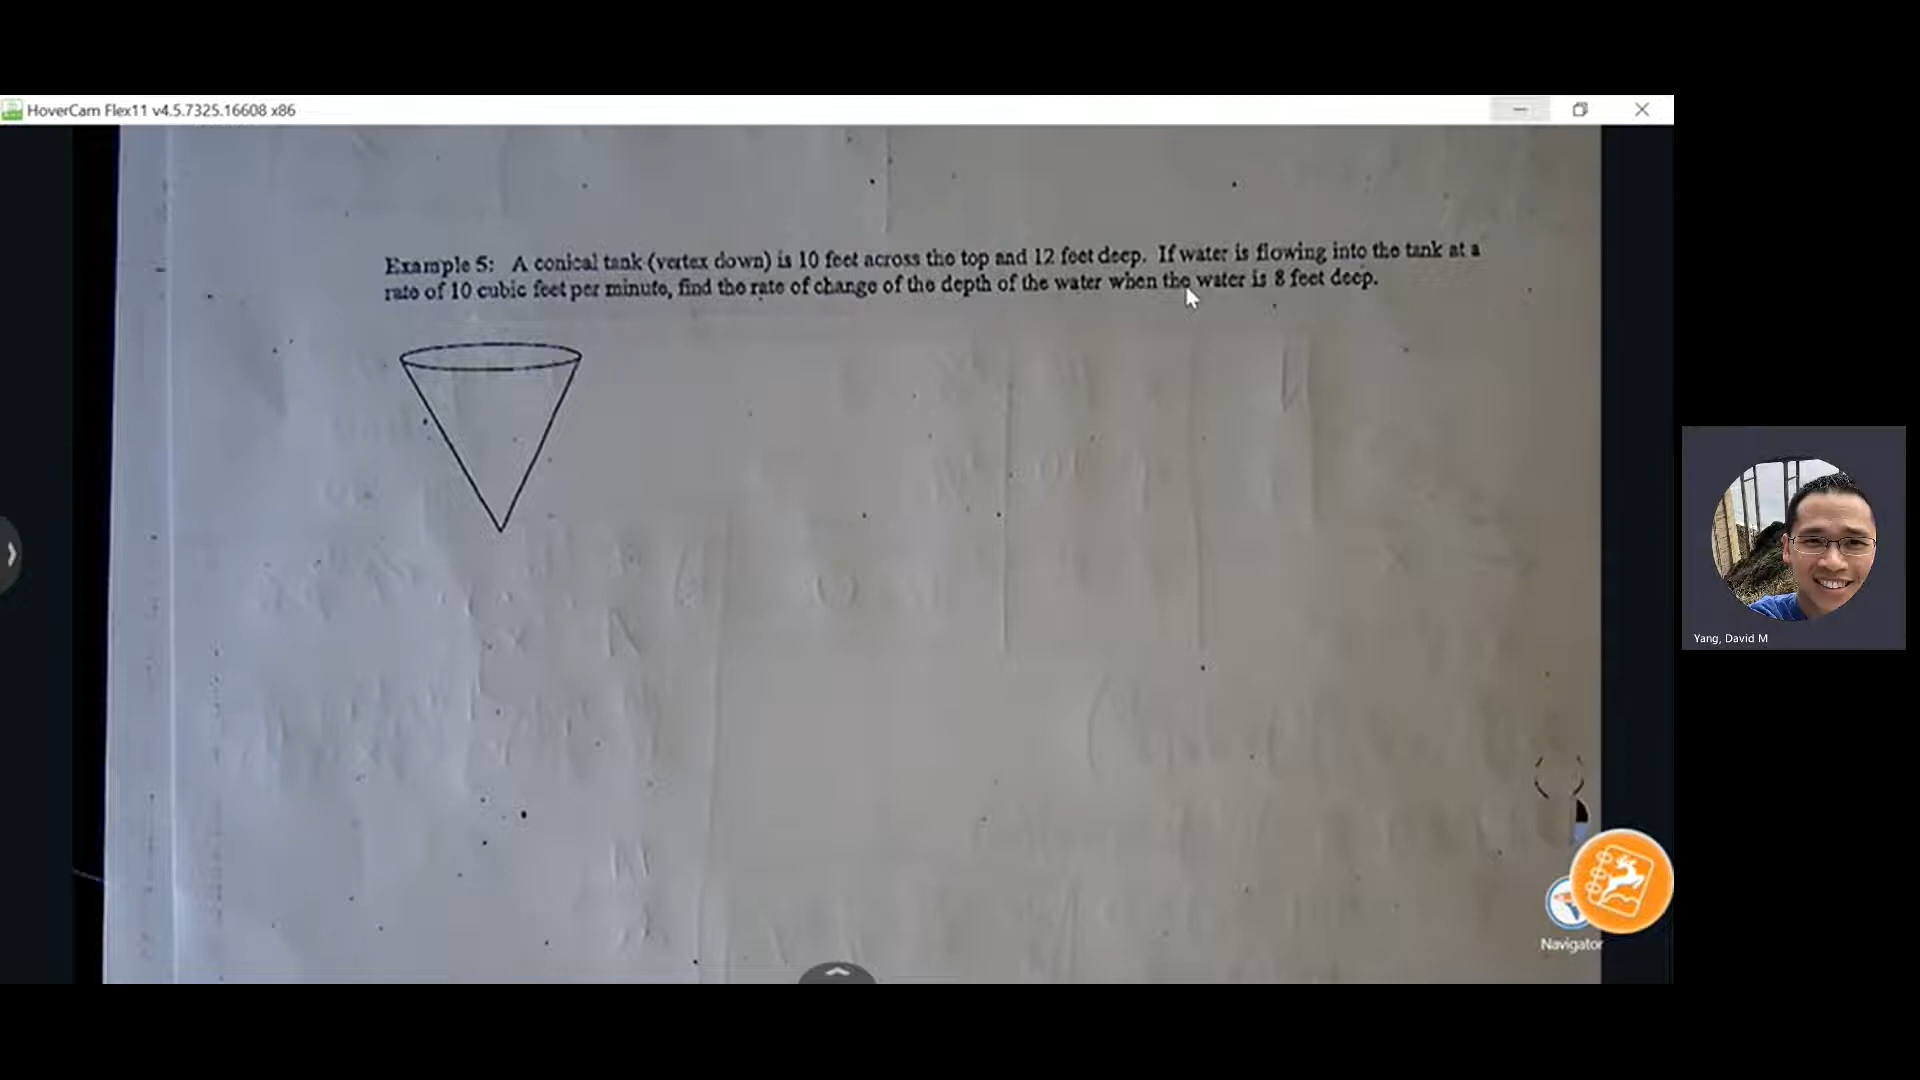 HoverCam Flex11 v4.5.7325.16608 x86
Example 5: A conical tank (vertex down) is 10 feet across the top and 12 feet deep. If water is flowing into the tank at a
rate of 10 cubic feet per minute, find the rate of change of the depth of the water when the water is 8 feet deep.
Yang, David M
Navigator